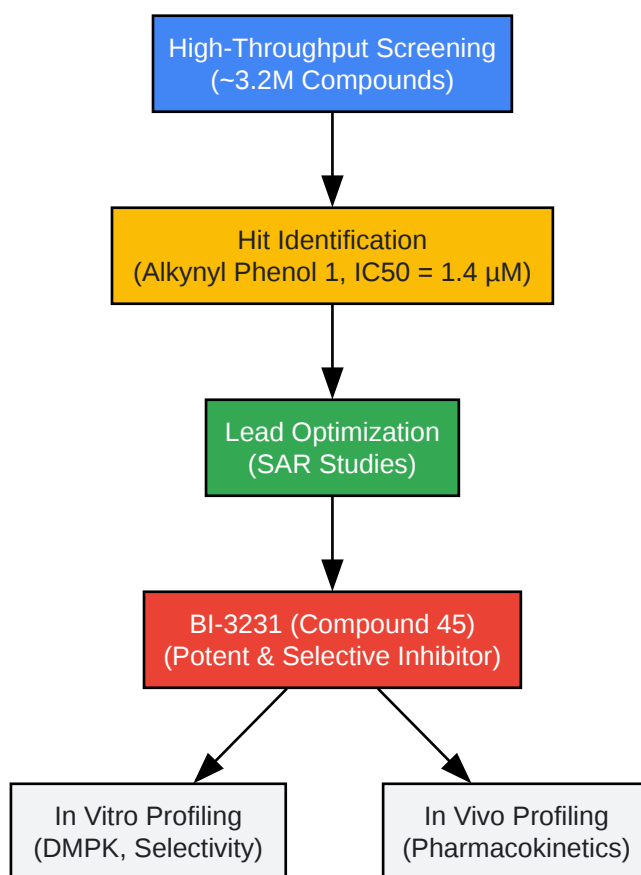 High-Throughput Screening
(~3.2M Compounds)
Hit Identification
(Alkynyl Phenol 1, IC50 = 1.4 µM)
Lead Optimization
(SAR Studies)
BI-3231 (Compound 45)
(Potent & Selective Inhibitor)
In Vitro Profiling
(DMPK, Selectivity)
In Vivo Profiling
(Pharmacokinetics)